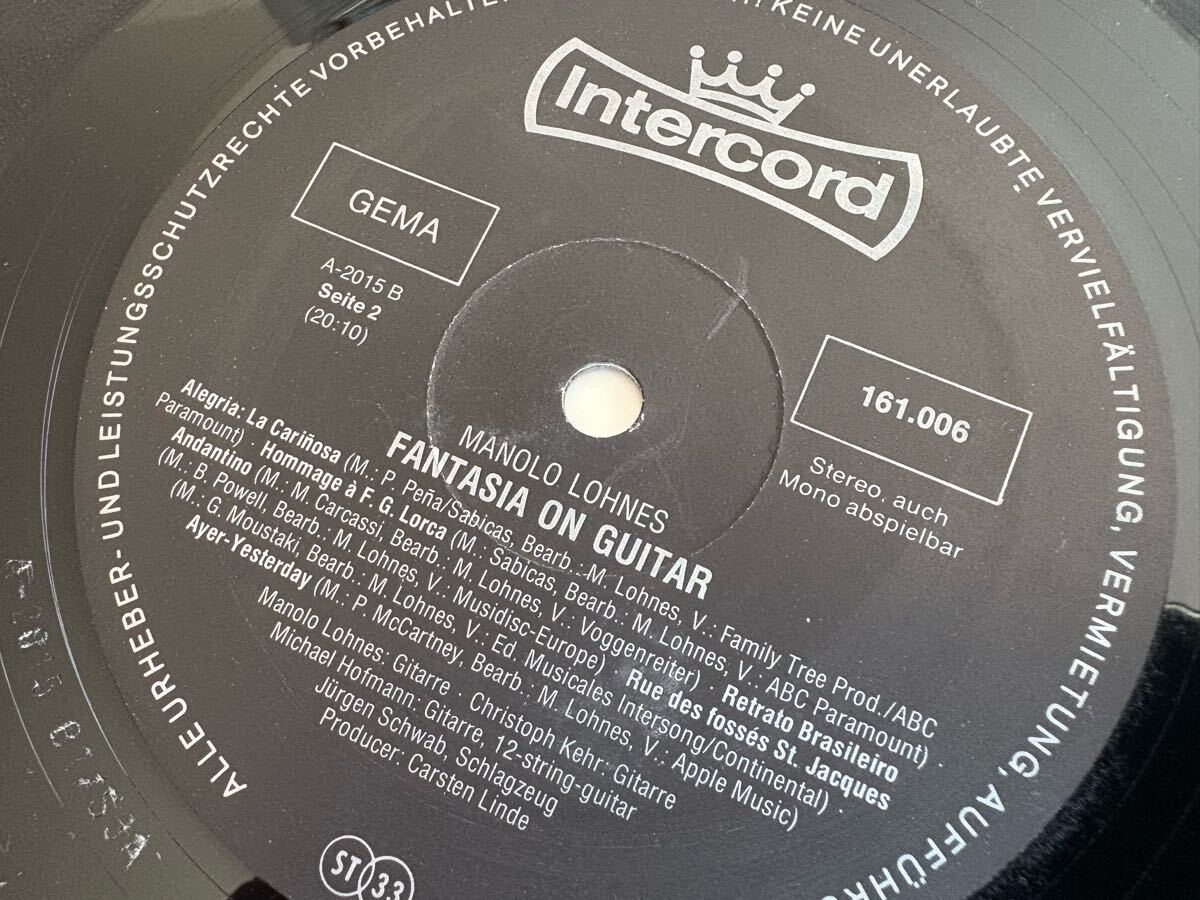 ALLE URHEBER- UND LEISTUNGSSCHUTZRECHTE VORBEHALTEN
KEINE UNERLAUBTE VERVIELFÄLTIGUNG, VERMIETUNG, AUFFÜHR
Intercord
GEMA
A-2015 B
Seite 2
(20:10)
161.006
Stereo, auch
Mono abspielbar
MANOLO LOHNES
FANTASIA ON GUITAR
Alegria: La Cariñosa (M.: P. Peña/Sabicas, Bearb.: M. Lohnes, V.: Family Tree Prod./ABC
Paramount) · Hommage à F. G. Lorca (M.: Sabicas, Bearb.: M. Lohnes, V.: ABC Paramount) ·
Andantino (M.: M. Carcassi, Bearb.: M. Lohnes, V.: Voggenreiter) · Retrato Brasileiro
(M.: B. Powell, Bearb.: M. Lohnes, V.: Musidisc-Europe) · Rue des fossés St. Jacques
(M.: G. Moustaki, Bearb.: M. Lohnes, V.: Ed. Musicales Intersong/Continental) ·
Ayer-Yesterday (M.: P. McCartney, Bearb.: M. Lohnes, V.: Apple Music)
Manolo Lohnes: Gitarre · Christoph Kehr: Gitarre
Michael Hofmann: Gitarre, 12-string-guitar
Jürgen Schwab, Schlagzeug
Producer: Carsten Linde
ST 33